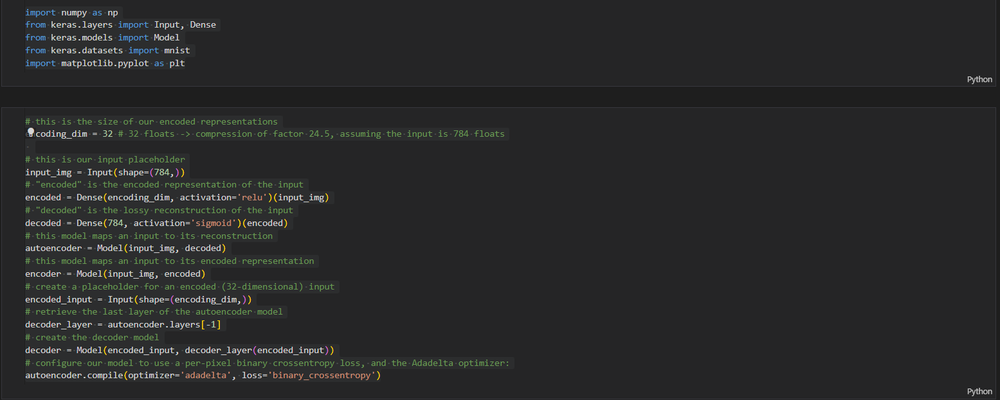 import numpy as np
from keras.layers import Input, Dense
from keras.models import Model
from keras.datasets import mnist
import matplotlib.pyplot as plt
Python
# this is the size of our encoded representations
encoding_dim = 32 # 32 floats -> compression of factor 24.5, assuming the input is 784 floats
# this is our input placeholder
input_img = Input(shape=(784,))
# "encoded" is the encoded representation of the input
encoded = Dense(encoding_dim, activation='relu')(input_img)
# "decoded" is the lossy reconstruction of the input
decoded = Dense(784, activation='sigmoid')(encoded)
# this model maps an input to its reconstruction
autoencoder = Model(input_img, decoded)
# this model maps an input to its encoded representation
encoder = Model(input_img, encoded)
# create a placeholder for an encoded (32-dimensional) input
encoded_input = Input(shape=(encoding_dim,))
# retrieve the last layer of the autoencoder model
decoder_layer = autoencoder.layers[-1]
# create the decoder model
decoder = Model(encoded_input, decoder_layer(encoded_input))
# configure our model to use a per-pixel binary crossentropy loss, and the Adadelta optimizer:
autoencoder.compile(optimizer='adadelta', loss='binary_crossentropy')
Python